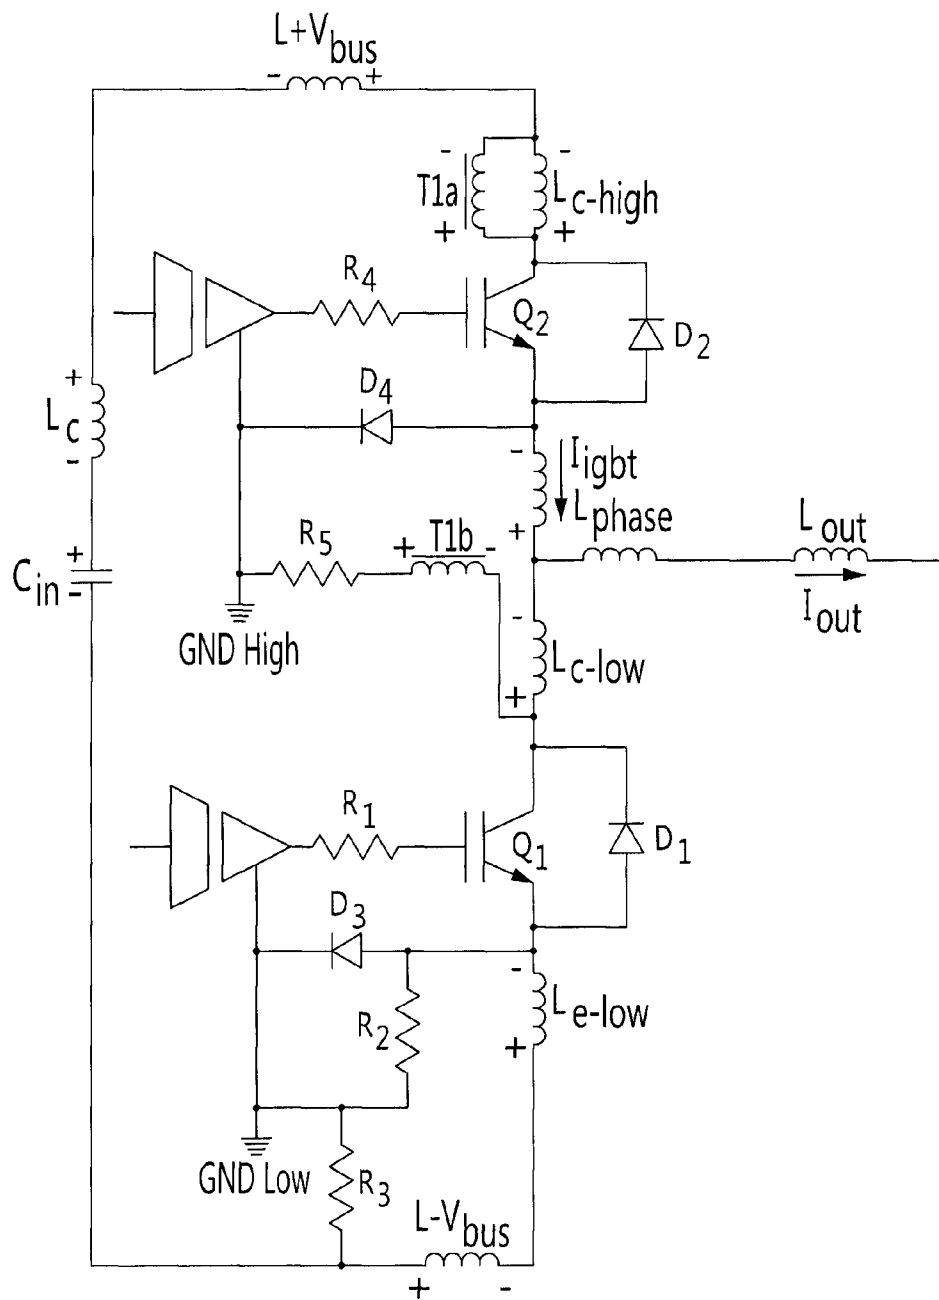 L+Vbus
- +
- -
T1a Lc-high
+ +
R4
Q2
D2
+
Lc
-
D4
-
Iigbt
Lphase
+
Lout
Iout
R5
+ T1b -
+
Cin -
GND High
-
Lc-low
+
R1
Q1
D1
D3
-
Le-low
+
R2
GND Low
R3
L-Vbus
+ -